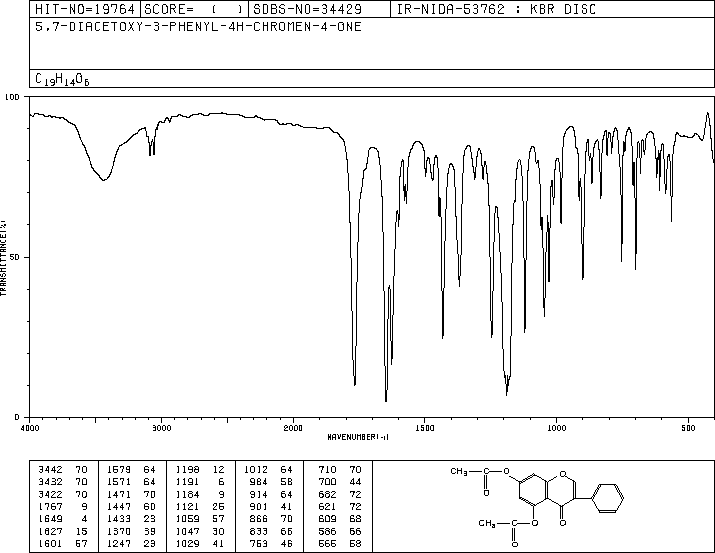 HIT-NO=19764 SCORE= ( ) SDBS-NO=34429 IR-NIDA-53762 : KBR DISC
5,7-DIACETOXY-3-PHENYL-4H-CHROMEN-4-ONE
C19H14O6
100
50
0
TRANSMITTANCE(%)
4000 3000 2000 1500 1000 500
WAVENUMBER(-1)
3442 70 1579 64 1198 12 1012 64 710 70
3432 70 1571 64 1191 6 984 58 700 44
3422 70 1471 70 1184 9 914 64 682 72
1767 9 1447 60 1121 25 901 41 621 72
1649 4 1433 23 1059 57 866 70 609 68
1627 15 1370 39 1047 30 833 66 586 66
1601 57 1247 23 1029 41 753 46 566 58
CH3 C O O
O
CH3 C O O
O